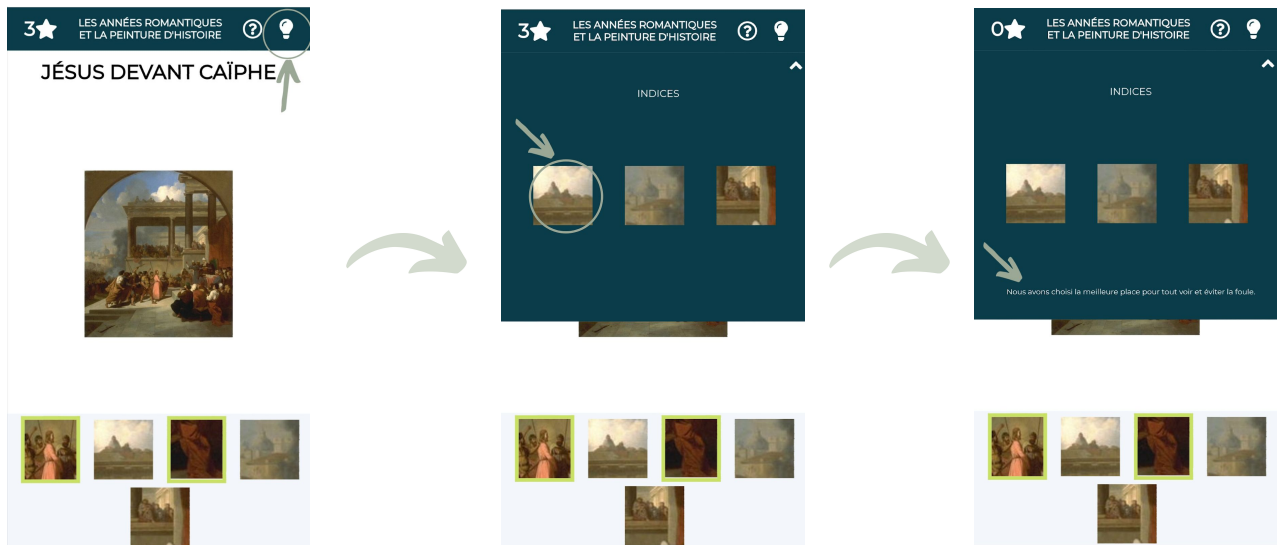 3
LES ANNÉES ROMANTIQUES
ET LA PEINTURE D'HISTOIRE
?
JÉSUS DEVANT CAÏPHE
3
LES ANNÉES ROMANTIQUES
ET LA PEINTURE D'HISTOIRE
?
INDICES
0
LES ANNÉES ROMANTIQUES
ET LA PEINTURE D'HISTOIRE
?
INDICES
Nous avons choisi la meilleure place pour tout voir et éviter la foule.